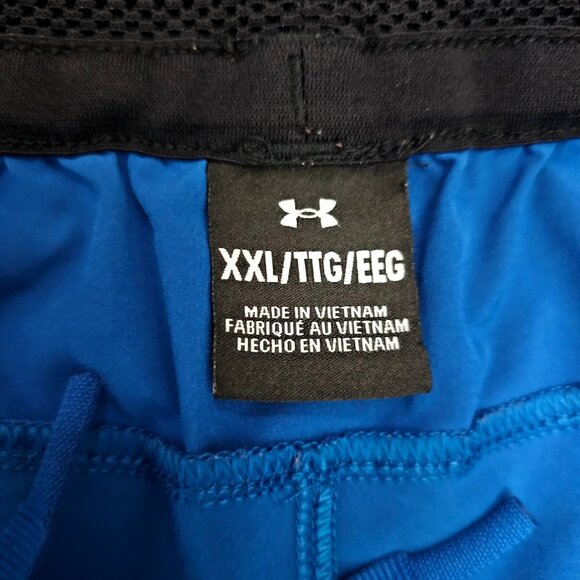 XXL/TTG/EEG
MADE IN VIETNAM
FABRIQUÉ AU VIETNAM
HECHO EN VIETNAM